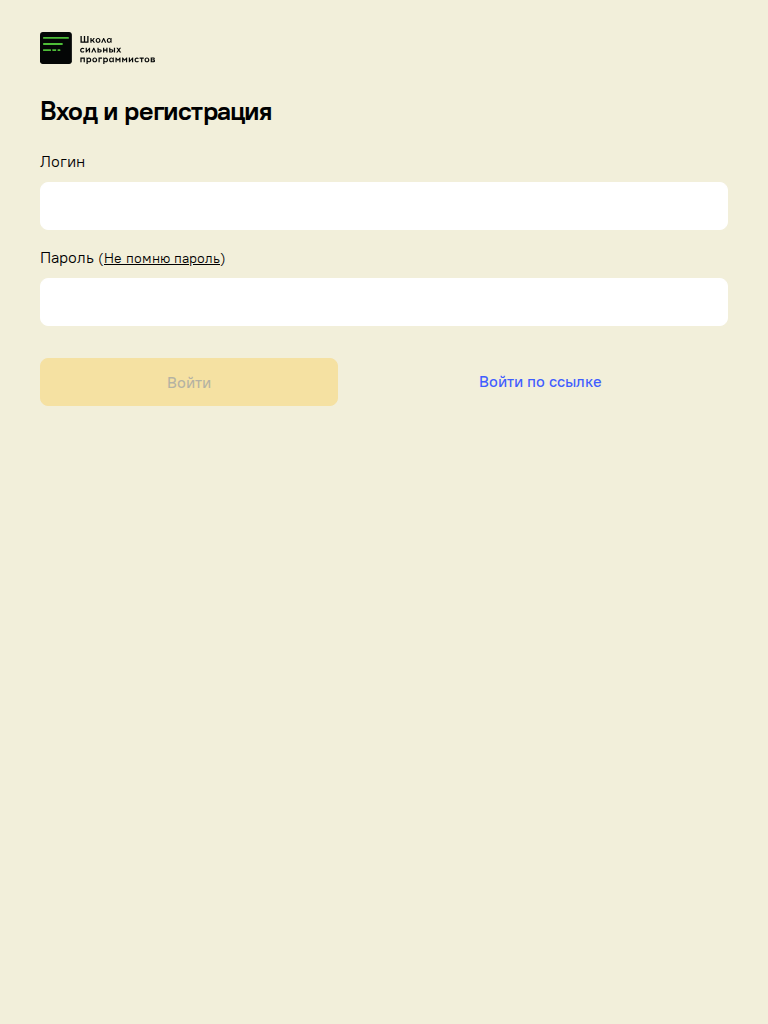 Школа
сильных
программистов
Вход и регистрация
Логин
Пароль (Не помню пароль)
Войти
Войти по ссылке